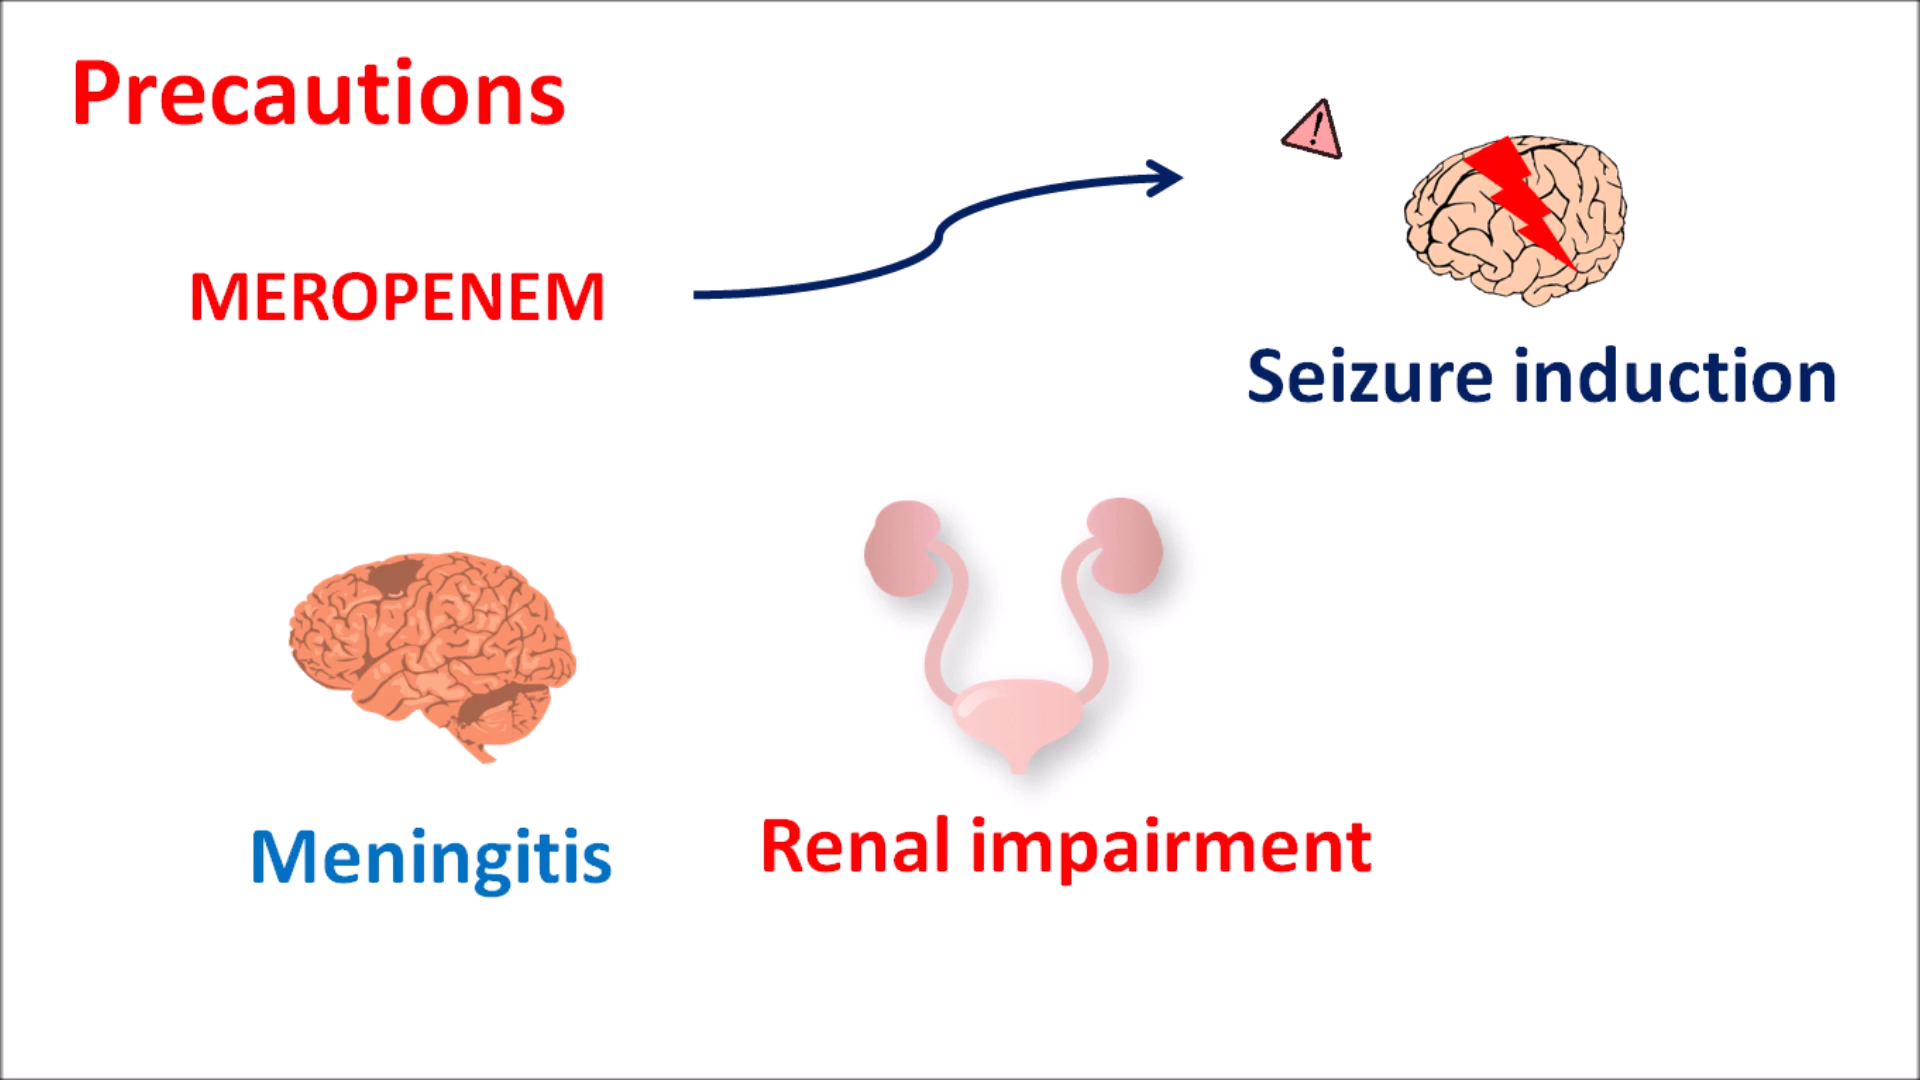 Precautions
MEROPENEM
Seizure induction
Meningitis
Renal impairment